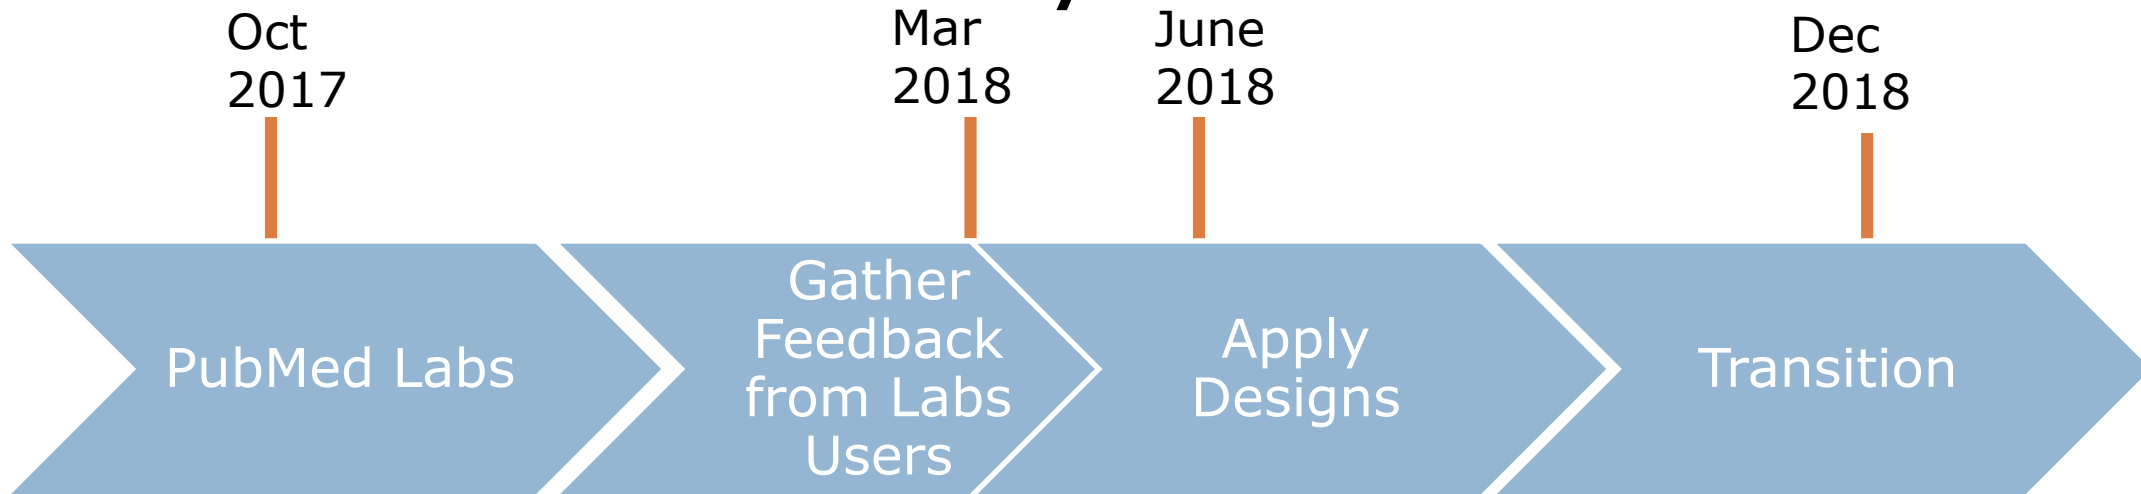 Oct
2017
Mar
2018
June
2018
Dec
2018
PubMed Labs
Gather
Feedback
from Labs
Users
Apply
Designs
Transition